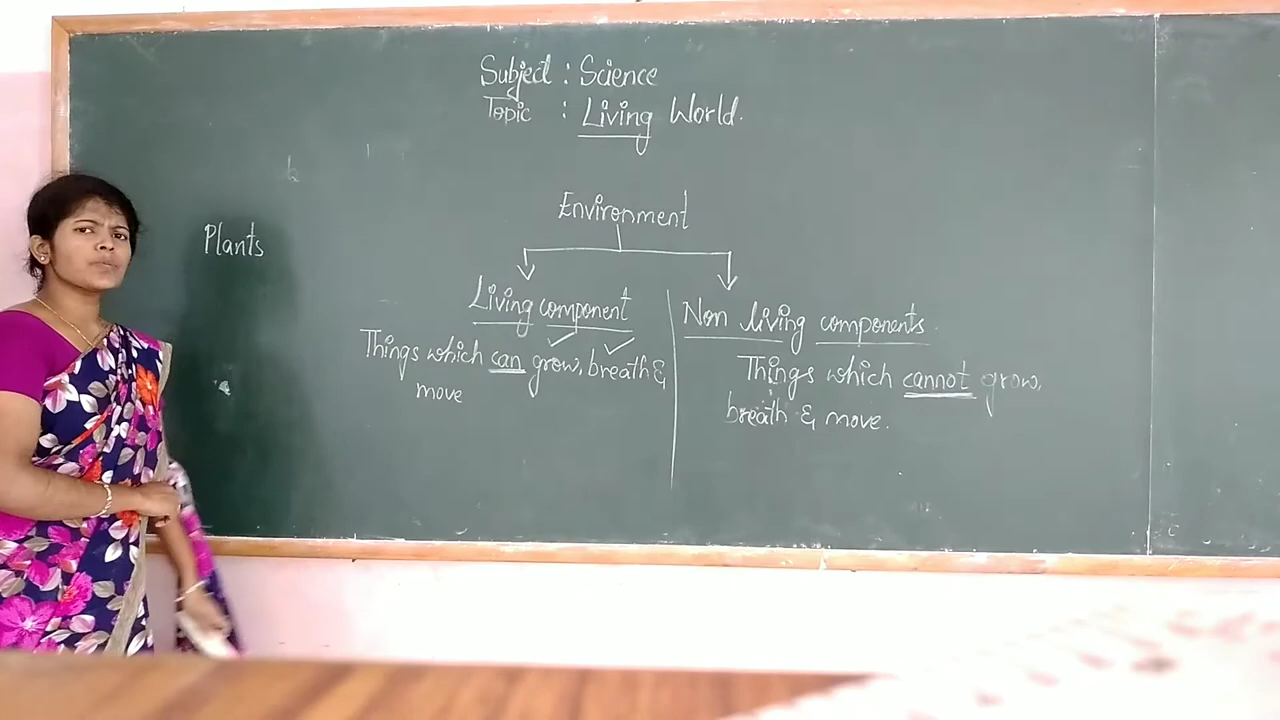 Subject : Science
Topic : Living World.
Environment
Plants
Living component
Things which can grow, breath &
move
Non living components.
Things which cannot grow,
breath & move.